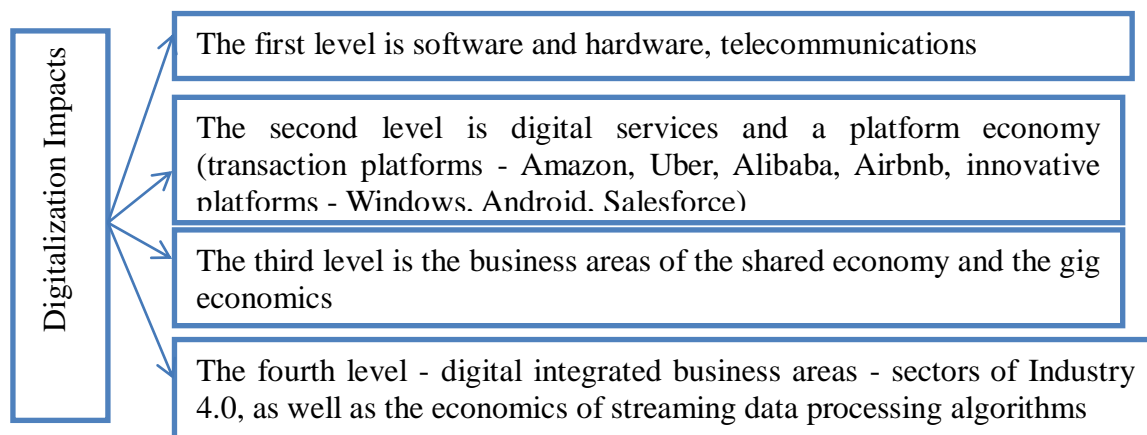 Digitalization Impacts
The first level is software and hardware, telecommunications
The second level is digital services and a platform economy
(transaction platforms - Amazon, Uber, Alibaba, Airbnb, innovative
platforms - Windows, Android, Salesforce)
The third level is the business areas of the shared economy and the gig
economics
The fourth level - digital integrated business areas - sectors of Industry
4.0, as well as the economics of streaming data processing algorithms